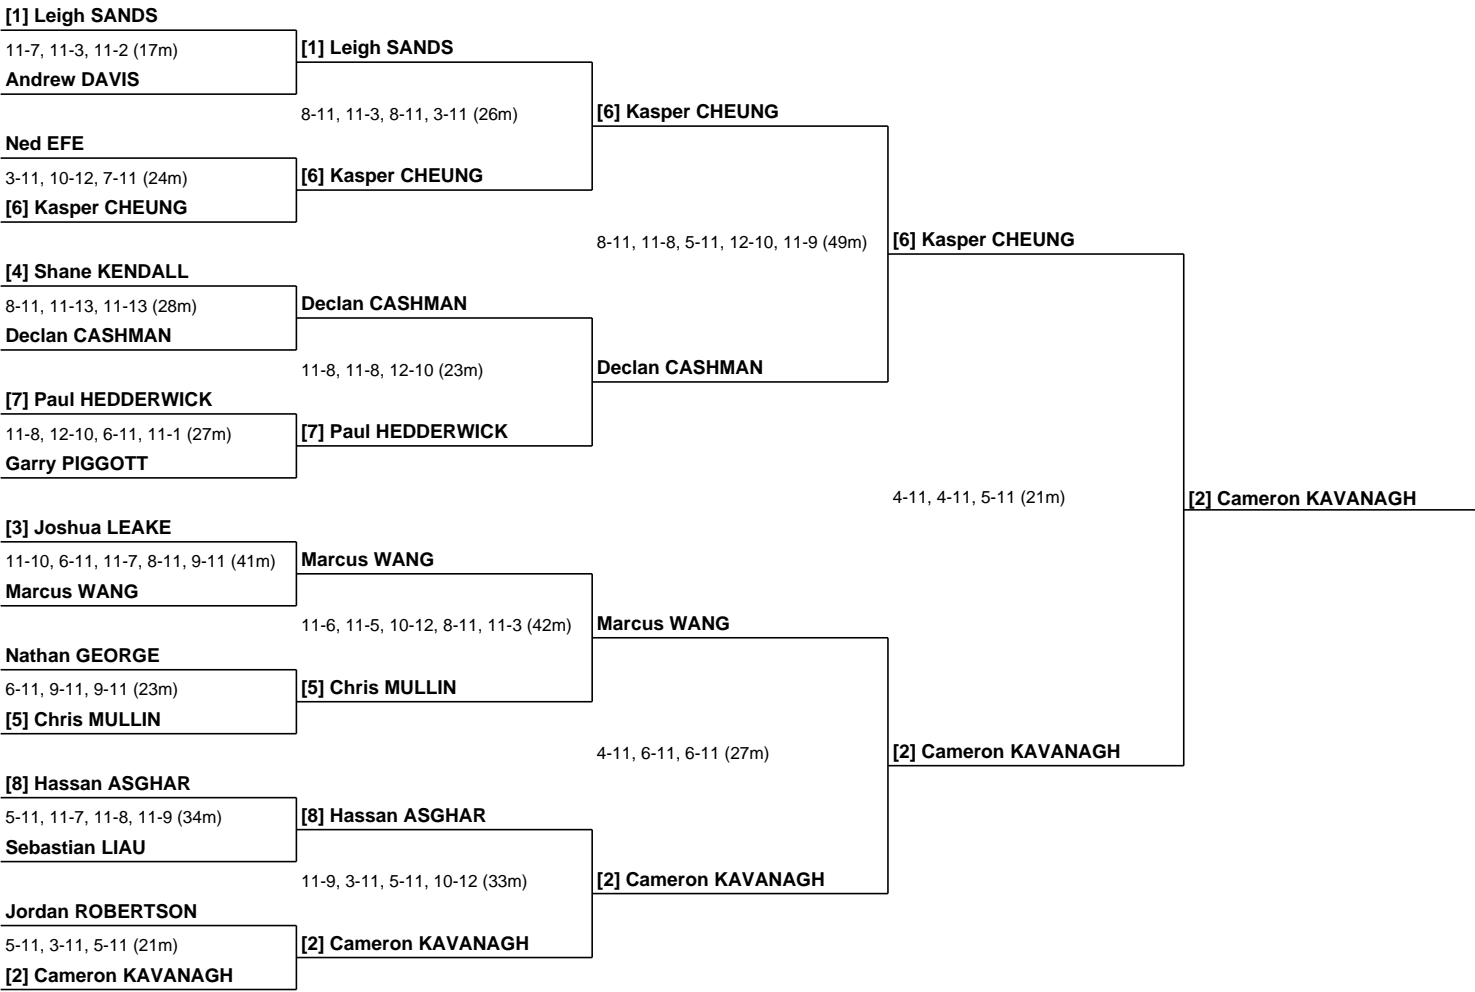 [1] Leigh SANDS
11-7, 11-3, 11-2 (17m)
Andrew DAVIS
Ned EFE
3-11, 10-12, 7-11 (24m)
[6] Kasper CHEUNG
[4] Shane KENDALL
8-11, 11-13, 11-13 (28m)
Declan CASHMAN
[7] Paul HEDDERWICK
11-8, 12-10, 6-11, 11-1 (27m)
Garry PIGGOTT
[3] Joshua LEAKE
11-10, 6-11, 11-7, 8-11, 9-11 (41m)
Marcus WANG
Nathan GEORGE
6-11, 9-11, 9-11 (23m)
[5] Chris MULLIN
[8] Hassan ASGHAR
5-11, 11-7, 11-8, 11-9 (34m)
Sebastian LIAU
Jordan ROBERTSON
5-11, 3-11, 5-11 (21m)
[2] Cameron KAVANAGH
[1] Leigh SANDS
8-11, 11-3, 8-11, 3-11 (26m)
[6] Kasper CHEUNG
Declan CASHMAN
11-8, 11-8, 12-10 (23m)
[7] Paul HEDDERWICK
Marcus WANG
11-6, 11-5, 10-12, 8-11, 11-3 (42m)
[5] Chris MULLIN
[8] Hassan ASGHAR
11-9, 3-11, 5-11, 10-12 (33m)
[2] Cameron KAVANAGH
[6] Kasper CHEUNG
8-11, 11-8, 5-11, 12-10, 11-9 (49m)
Declan CASHMAN
Marcus WANG
4-11, 6-11, 6-11 (27m)
[2] Cameron KAVANAGH
[6] Kasper CHEUNG
4-11, 4-11, 5-11 (21m)
[2] Cameron KAVANAGH
[2] Cameron KAVANAGH